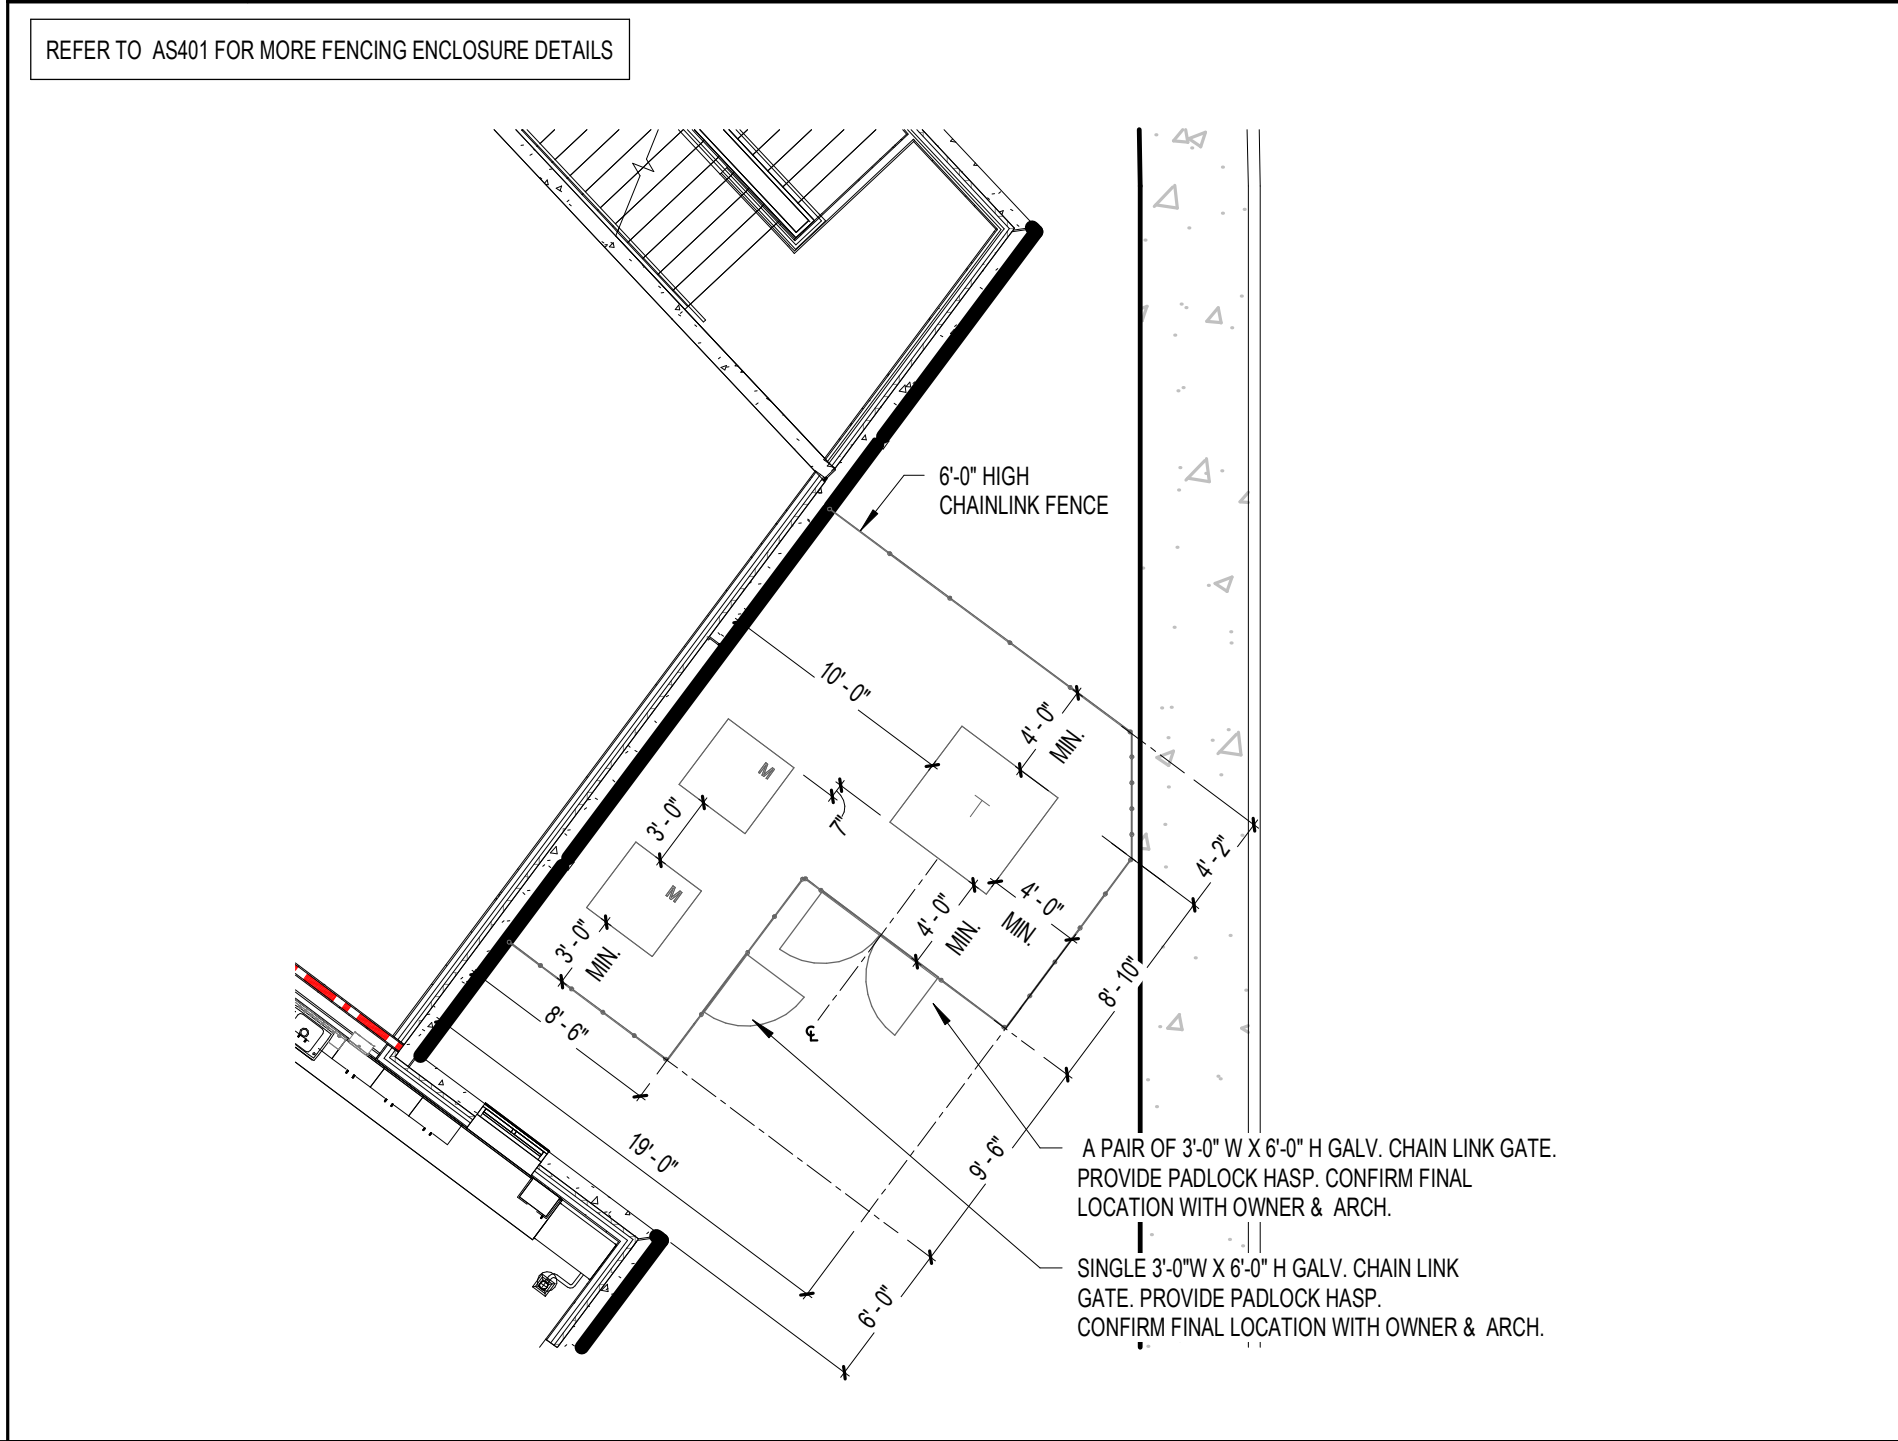 REFER TO AS401 FOR MORE FENCING ENCLOSURE DETAILS
6'-0" HIGH
CHAINLINK FENCE
10'-0"
4'-0"
MIN.
M
T
3'-0"
7"
4'-2"
M
4'-0"
MIN.
4'-0"
MIN.
3'-0"
MIN.
8'-10"
8'-6"
℄
19'-0"
9'-6"
A PAIR OF 3'-0" W X 6'-0" H GALV. CHAIN LINK GATE.
PROVIDE PADLOCK HASP. CONFIRM FINAL
LOCATION WITH OWNER & ARCH.
6'-0"
SINGLE 3'-0"W X 6'-0" H GALV. CHAIN LINK
GATE. PROVIDE PADLOCK HASP.
CONFIRM FINAL LOCATION WITH OWNER & ARCH.